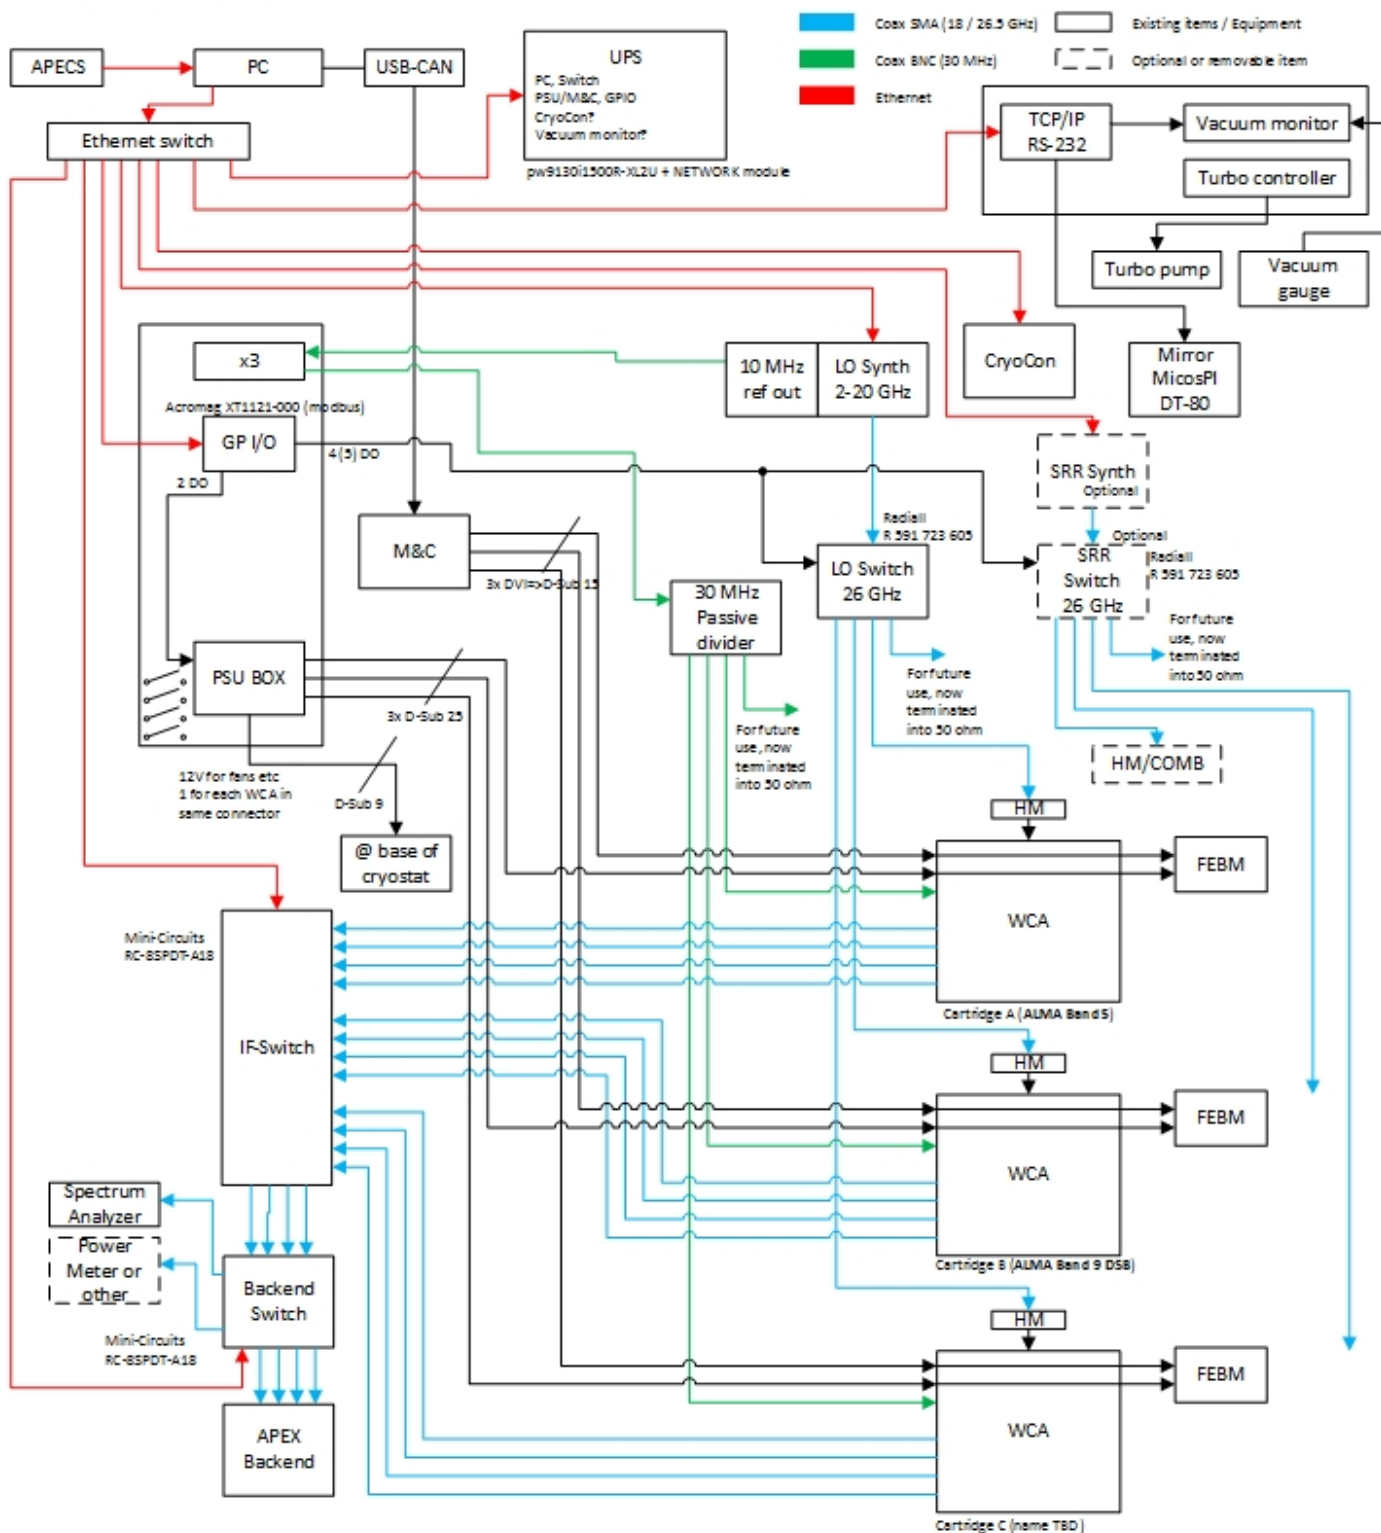 Coax SMA (18 / 26.5 GHz)
Existing items / Equipment
Coax BNC (30 MHz)
Optional or removable item
Ethernet
APECS
PC
USB-CAN
UPS
PC, Switch
PSU/M&C, GPIO
CryoCon?
Vacuum monitor?
pw9130i1500R-XL2U + NETWORK module
Ethernet switch
TCP/IP
RS-232
Vacuum monitor
Turbo controller
Turbo pump
Vacuum
gauge
CryoCon
Mirror
MicosPI
DT-80
x3
10 MHz
ref out
LO Synth
2-20 GHz
Acromag XT1121-000 (modbus)
GP I/O
4 (5) DO
2 DO
SRR Synth
Optional
M&C
3x DVI=>D-Sub 15
Radiall
R 591 723 605
LO Switch
26 GHz
Optional
Radiall
R 591 723 605
SRR
Switch
26 GHz
30 MHz
Passive
divider
For future
use, now
terminated
into 50 ohm
For future
use, now
terminated
into 50 ohm
For future
use, now
terminated
into 50 ohm
PSU BOX
3x D-Sub 25
12V for fans etc
1 for each WCA in
same connector
D-Sub 9
@ base of
cryostat
HM/COMB
HM
FEBM
WCA
Cartridge A (ALMA Band 5)
Mini-Circuits
RC-8SPDT-A18
IF-Switch
HM
FEBM
WCA
Cartridge B (ALMA Band 9 DSB)
Spectrum
Analyzer
Power
Meter or
other
Backend
Switch
Mini-Circuits
RC-8SPDT-A18
APEX
Backend
HM
FEBM
WCA
Cartridge C (name TBD)